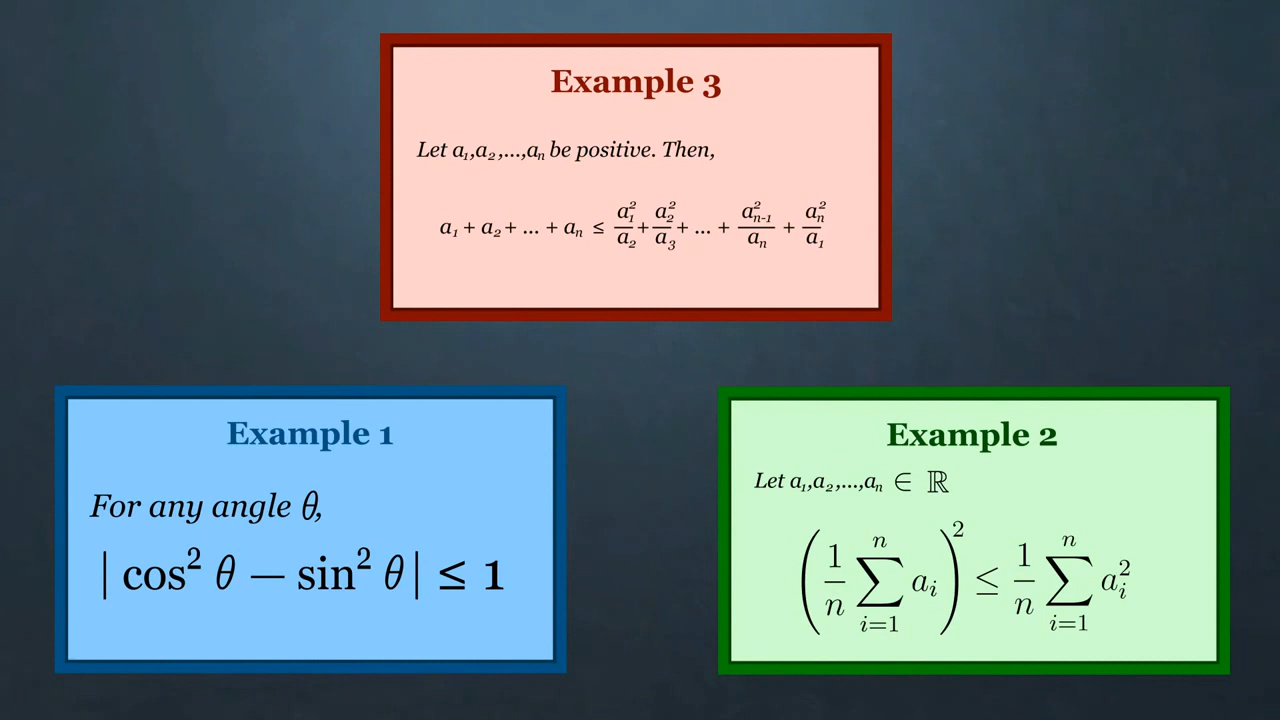 Example 3
Let a₁,a₂,...,aₙ be positive. Then,
a₁ + a₂ + ... + aₙ ≤ a₁²/a₂ + a₂²/a₃ + ... + aₙ₋₁²/aₙ + aₙ²/a₁
Example 1
For any angle θ,
| cos² θ — sin² θ | ≤ 1
Example 2
Let a₁,a₂,...,aₙ ∈ ℝ
(1/n ∑ᵢ₌₁ⁿ aᵢ)² ≤ 1/n ∑ᵢ₌₁ⁿ aᵢ²